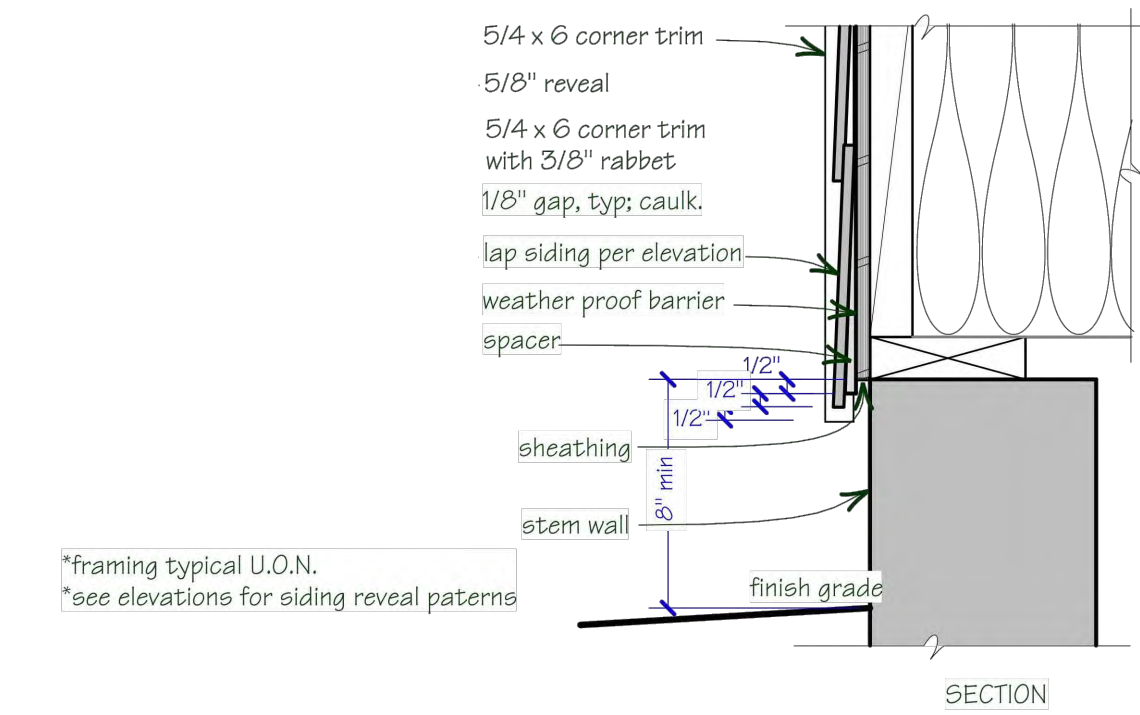 5/4 x 6 corner trim
5/8" reveal
5/4 x 6 corner trim
with 3/8" rabbet
1/8" gap, typ; caulk.
lap siding per elevation
weather proof barrier
spacer
1/2"
1/2"
1/2"
sheathing
8" min
stem wall
*framing typical U.O.N.
*see elevations for siding reveal paterns
finish grade
SECTION